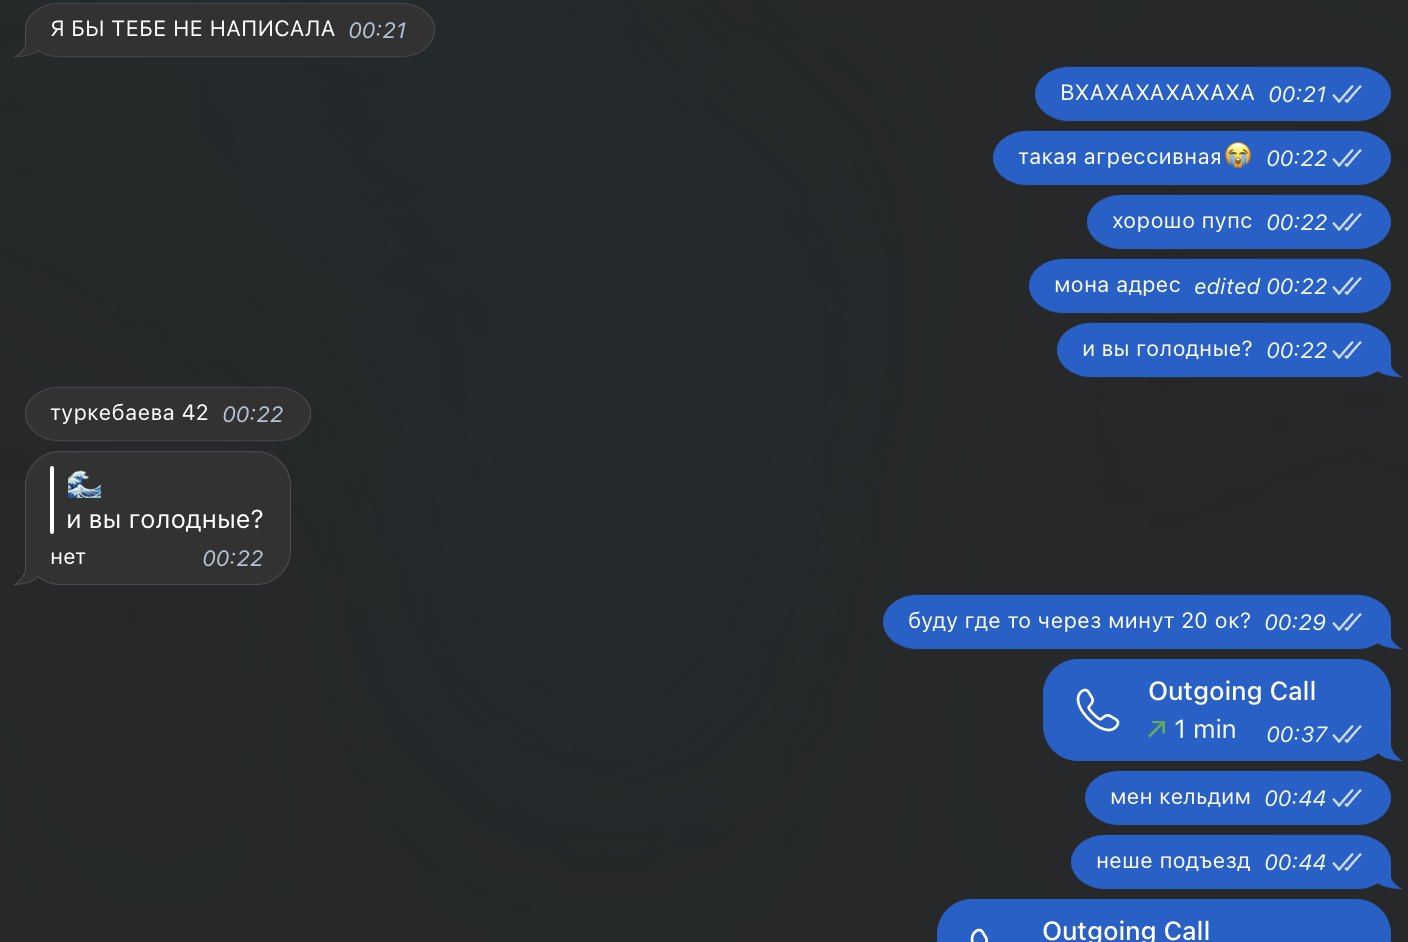 Я БЫ ТЕБЕ НЕ НАПИСАЛА 00:21
ВХАХАХАХАХАХА 00:21
такая агрессивная😭 00:22
хорошо пупс 00:22
мона адрес edited 00:22
и вы голодные? 00:22
туркебаева 42 00:22
🌊
и вы голодные?
нет 00:22
буду где то через минут 20 ок? 00:29
Outgoing Call
1 min 00:37
мен кельдим 00:44
неше подъезд 00:44
Outgoing Call